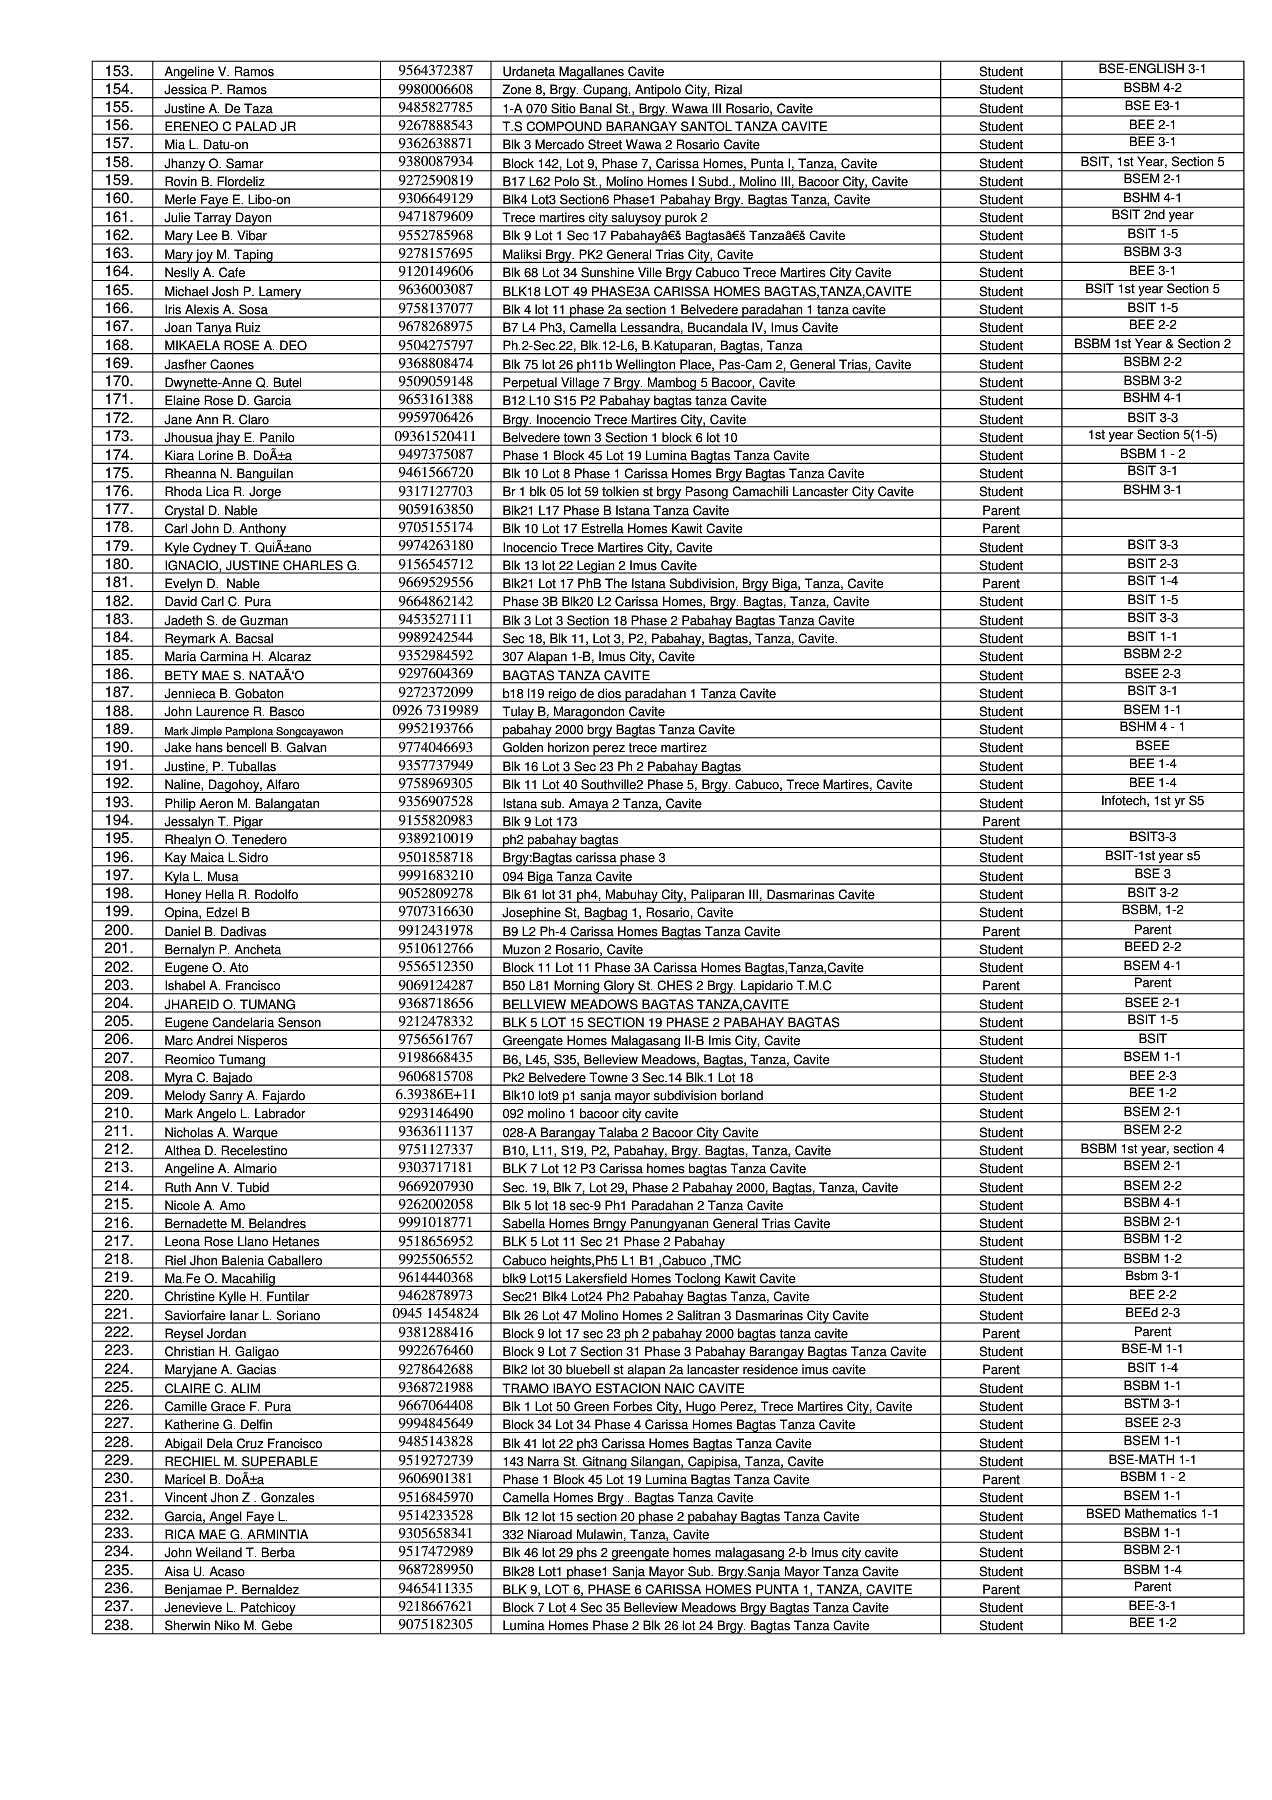 153. Angeline V. Ramos 9564372387 Urdaneta Magallanes Cavite Student BSE-ENGLISH 3-1
154. Jessica P. Ramos 9980006608 Zone 8, Brgy. Cupang, Antipolo City, Rizal Student BSBM 4-2
155. Justine A. De Taza 9485827785 1-A 070 Sitio Banal St., Brgy. Wawa III Rosario, Cavite Student BSE E3-1
156. ERENEO C PALAD JR 9267888543 T.S COMPOUND BARANGAY SANTOL TANZA CAVITE Student BEE 2-1
157. Mia L. Datu-on 9362638871 Blk 3 Mercado Street Wawa 2 Rosario Cavite Student BEE 3-1
158. Jhanzy O. Samar 9380087934 Block 142, Lot 9, Phase 7, Carissa Homes, Punta I, Tanza, Cavite Student BSIT, 1st Year, Section 5
159. Rovin B. Flordeliz 9272590819 B17 L62 Polo St., Molino Homes I Subd., Molino III, Bacoor City, Cavite Student BSEM 2-1
160. Merle Faye E. Libo-on 9306649129 Blk4 Lot3 Section6 Phase1 Pabahay Brgy. Bagtas Tanza, Cavite Student BSHM 4-1
161. Julie Tarray Dayon 9471879609 Trece martires city saluysoy purok 2 Student BSIT 2nd year
162. Mary Lee B. Vibar 9552785968 Blk 9 Lot 1 Sec 17 Pabahayâ€š Bagtasâ€š Tanzaâ€š Cavite Student BSIT 1-5
163. Mary joy M. Taping 9278157695 Maliksi Brgy. PK2 General Trias City, Cavite Student BSBM 3-3
164. Neslly A. Cafe 9120149606 Blk 68 Lot 34 Sunshine Ville Brgy Cabuco Trece Martires City Cavite Student BEE 3-1
165. Michael Josh P. Lamery 9636003087 BLK18 LOT 49 PHASE3A CARISSA HOMES BAGTAS,TANZA,CAVITE Student BSIT 1st year Section 5
166. Iris Alexis A. Sosa 9758137077 Blk 4 lot 11 phase 2a section 1 Belvedere paradahan 1 tanza cavite Student BSIT 1-5
167. Joan Tanya Ruiz 9678268975 B7 L4 Ph3, Camella Lessandra, Bucandala IV, Imus Cavite Student BEE 2-2
168. MIKAELA ROSE A. DEO 9504275797 Ph.2-Sec.22, Blk.12-L6, B.Katuparan, Bagtas, Tanza Student BSBM 1st Year & Section 2
169. Jasfher Caones 9368808474 Blk 75 lot 26 ph11b Wellington Place, Pas-Cam 2, General Trias, Cavite Student BSBM 2-2
170. Dwynette-Anne Q. Butel 9509059148 Perpetual Village 7 Brgy. Mambog 5 Bacoor, Cavite Student BSBM 3-2
171. Elaine Rose D. Garcia 9653161388 B12 L10 S15 P2 Pabahay bagtas tanza Cavite Student BSHM 4-1
172. Jane Ann R. Claro 9959706426 Brgy. Inocencio Trece Martires City, Cavite Student BSIT 3-3
173. Jhousua jhay E. Panilo 09361520411 Belvedere town 3 Section 1 block 6 lot 10 Student 1st year Section 5(1-5)
174. Kiara Lorine B. DoÃ±a 9497375087 Phase 1 Block 45 Lot 19 Lumina Bagtas Tanza Cavite Student BSBM 1 - 2
175. Rheanna N. Banguilan 9461566720 Blk 10 Lot 8 Phase 1 Carissa Homes Brgy Bagtas Tanza Cavite Student BSIT 3-1
176. Rhoda Lica R. Jorge 9317127703 Br 1 blk 05 lot 59 tolkien st brgy Pasong Camachili Lancaster City Cavite Student BSHM 3-1
177. Crystal D. Nable 9059163850 Blk21 L17 Phase B Istana Tanza Cavite Parent
178. Carl John D. Anthony 9705155174 Blk 10 Lot 17 Estrella Homes Kawit Cavite Parent
179. Kyle Cydney T. QuiÃ±ano 9974263180 Inocencio Trece Martires City, Cavite Student BSIT 3-3
180. IGNACIO, JUSTINE CHARLES G. 9156545712 Blk 13 lot 22 Legian 2 Imus Cavite Student BSIT 2-3
181. Evelyn D. Nable 9669529556 Blk21 Lot 17 PhB The Istana Subdivision, Brgy Biga, Tanza, Cavite Parent BSIT 1-4
182. David Carl C. Pura 9664862142 Phase 3B Blk20 L2 Carissa Homes, Brgy. Bagtas, Tanza, Cavite Student BSIT 1-5
183. Jadeth S. de Guzman 9453527111 Blk 3 Lot 3 Section 18 Phase 2 Pabahay Bagtas Tanza Cavite Student BSIT 3-3
184. Reymark A. Bacsal 9989242544 Sec 18, Blk 11, Lot 3, P2, Pabahay, Bagtas, Tanza, Cavite. Student BSIT 1-1
185. Maria Carmina H. Alcaraz 9352984592 307 Alapan 1-B, Imus City, Cavite Student BSBM 2-2
186. BETY MAE S. NATAÃ'O 9297604369 BAGTAS TANZA CAVITE Student BSEE 2-3
187. Jennieca B. Gobaton 9272372099 b18 l19 reigo de dios paradahan 1 Tanza Cavite Student BSIT 3-1
188. John Laurence R. Basco 0926 7319989 Tulay B, Maragondon Cavite Student BSEM 1-1
189. Mark Jimple Pamplona Songcayawon 9952193766 pabahay 2000 brgy Bagtas Tanza Cavite Student BSHM 4 - 1
190. Jake hans bencell B. Galvan 9774046693 Golden horizon perez trece martirez Student BSEE
191. Justine, P. Tuballas 9357737949 Blk 16 Lot 3 Sec 23 Ph 2 Pabahay Bagtas Student BEE 1-4
192. Naline, Dagohoy, Alfaro 9758969305 Blk 11 Lot 40 Southville2 Phase 5, Brgy. Cabuco, Trece Martires, Cavite Student BEE 1-4
193. Philip Aeron M. Balangatan 9356907528 Istana sub. Amaya 2 Tanza, Cavite Student Infotech, 1st yr S5
194. Jessalyn T. Pigar 9155820983 Blk 9 Lot 173 Parent
195. Rhealyn O. Tenedero 9389210019 ph2 pabahay bagtas Student BSIT3-3
196. Kay Maica L.Sidro 9501858718 Brgy:Bagtas carissa phase 3 Student BSIT-1st year s5
197. Kyla L. Musa 9991683210 094 Biga Tanza Cavite Student BSE 3
198. Honey Hella R. Rodolfo 9052809278 Blk 61 lot 31 ph4, Mabuhay City, Paliparan III, Dasmarinas Cavite Student BSIT 3-2
199. Opina, Edzel B 9707316630 Josephine St, Bagbag 1, Rosario, Cavite Student BSBM, 1-2
200. Daniel B. Dadivas 9912431978 B9 L2 Ph-4 Carissa Homes Bagtas Tanza Cavite Parent Parent
201. Bernalyn P. Ancheta 9510612766 Muzon 2 Rosario, Cavite Student BEED 2-2
202. Eugene O. Ato 9556512350 Block 11 Lot 11 Phase 3A Carissa Homes Bagtas,Tanza,Cavite Student BSEM 4-1
203. Ishabel A. Francisco 9069124287 B50 L81 Morning Glory St. CHES 2 Brgy. Lapidario T.M.C Parent Parent
204. JHAREID O. TUMANG 9368718656 BELLVIEW MEADOWS BAGTAS TANZA,CAVITE Student BSEE 2-1
205. Eugene Candelaria Senson 9212478332 BLK 5 LOT 15 SECTION 19 PHASE 2 PABAHAY BAGTAS Student BSIT 1-5
206. Marc Andrei Nisperos 9756561767 Greengate Homes Malagasang II-B Imis City, Cavite Student BSIT
207. Reomico Tumang 9198668435 B6, L45, S35, Belleview Meadows, Bagtas, Tanza, Cavite Student BSEM 1-1
208. Myra C. Bajado 9606815708 Pk2 Belvedere Towne 3 Sec.14 Blk.1 Lot 18 Student BEE 2-3
209. Melody Sanry A. Fajardo 6.39386E+11 Blk10 lot9 p1 sanja mayor subdivision borland Student BEE 1-2
210. Mark Angelo L. Labrador 9293146490 092 molino 1 bacoor city cavite Student BSEM 2-1
211. Nicholas A. Warque 9363611137 028-A Barangay Talaba 2 Bacoor City Cavite Student BSEM 2-2
212. Althea D. Recelestino 9751127337 B10, L11, S19, P2, Pabahay, Brgy. Bagtas, Tanza, Cavite Student BSBM 1st year, section 4
213. Angeline A. Almario 9303717181 BLK 7 Lot 12 P3 Carissa homes bagtas Tanza Cavite Student BSEM 2-1
214. Ruth Ann V. Tubid 9669207930 Sec. 19, Blk 7, Lot 29, Phase 2 Pabahay 2000, Bagtas, Tanza, Cavite Student BSEM 2-2
215. Nicole A. Amo 9262002058 Blk 5 lot 18 sec-9 Ph1 Paradahan 2 Tanza Cavite Student BSBM 4-1
216. Bernadette M. Belandres 9991018771 Sabella Homes Brngy Panungyanan General Trias Cavite Student BSBM 2-1
217. Leona Rose Llano Hetanes 9518656952 BLK 5 Lot 11 Sec 21 Phase 2 Pabahay Student BSBM 1-2
218. Riel Jhon Balenia Caballero 9925506552 Cabuco heights,Ph5 L1 B1 ,Cabuco ,TMC Student BSBM 1-2
219. Ma.Fe O. Macahilig 9614440368 blk9 Lot15 Lakersfield Homes Toclong Kawit Cavite Student Bsbm 3-1
220. Christine Kylle H. Funtilar 9462878973 Sec21 Blk4 Lot24 Ph2 Pabahay Bagtas Tanza, Cavite Student BEE 2-2
221. Saviorfaire Ianar L. Soriano 0945 1454824 Blk 26 Lot 47 Molino Homes 2 Salitran 3 Dasmarinas City Cavite Student BEEd 2-3
222. Reysel Jordan 9381288416 Block 9 lot 17 sec 23 ph 2 pabahay 2000 bagtas tanza cavite Parent Parent
223. Christian H. Galigao 9922676460 Block 9 Lot 7 Section 31 Phase 3 Pabahay Barangay Bagtas Tanza Cavite Student BSE-M 1-1
224. Maryjane A. Gacias 9278642688 Blk2 lot 30 bluebell st alapan 2a lancaster residence imus cavite Parent BSIT 1-4
225. CLAIRE C. ALIM 9368721988 TRAMO IBAYO ESTACION NAIC CAVITE Student BSBM 1-1
226. Camille Grace F. Pura 9667064408 Blk 1 Lot 50 Green Forbes City, Hugo Perez, Trece Martires City, Cavite Student BSTM 3-1
227. Katherine G. Delfin 9994845649 Block 34 Lot 34 Phase 4 Carissa Homes Bagtas Tanza Cavite Student BSEE 2-3
228. Abigail Dela Cruz Francisco 9485143828 Blk 41 lot 22 ph3 Carissa Homes Bagtas Tanza Cavite Student BSEM 1-1
229. RECHIEL M. SUPERABLE 9519272739 143 Narra St. Gitnang Silangan, Capipisa, Tanza, Cavite Student BSE-MATH 1-1
230. Maricel B. DoÃ±a 9606901381 Phase 1 Block 45 Lot 19 Lumina Bagtas Tanza Cavite Parent BSBM 1 - 2
231. Vincent Jhon Z . Gonzales 9516845970 Camella Homes Brgy . Bagtas Tanza Cavite Student BSEM 1-1
232. Garcia, Angel Faye L. 9514233528 Blk 12 lot 15 section 20 phase 2 pabahay Bagtas Tanza Cavite Student BSED Mathematics 1-1
233. RICA MAE G. ARMINTIA 9305658341 332 Niaroad Mulawin, Tanza, Cavite Student BSBM 1-1
234. John Weiland T. Berba 9517472989 Blk 46 lot 29 phs 2 greengate homes malagasang 2-b Imus city cavite Student BSBM 2-1
235. Aisa U. Acaso 9687289950 Blk28 Lot1 phase1 Sanja Mayor Sub. Brgy.Sanja Mayor Tanza Cavite Student BSBM 1-4
236. Benjamae P. Bernaldez 9465411335 BLK 9, LOT 6, PHASE 6 CARISSA HOMES PUNTA 1, TANZA, CAVITE Parent Parent
237. Jenevieve L. Patchicoy 9218667621 Block 7 Lot 4 Sec 35 Belleview Meadows Brgy Bagtas Tanza Cavite Student BEE-3-1
238. Sherwin Niko M. Gebe 9075182305 Lumina Homes Phase 2 Blk 26 lot 24 Brgy. Bagtas Tanza Cavite Student BEE 1-2